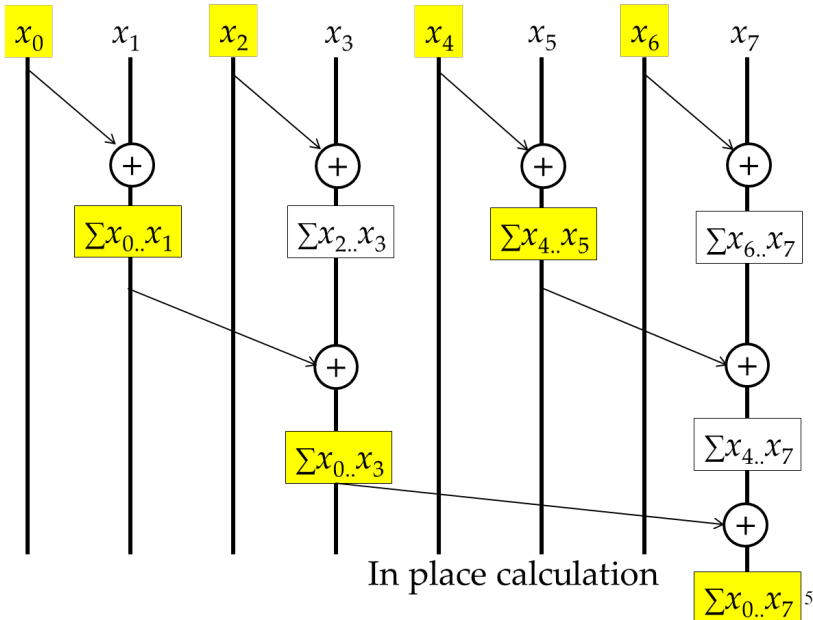 x₀ x₁ x₂ x₃ x₄ x₅ x₆ x₇
+ + + +
∑x₀..x₁ ∑x₂..x₃ ∑x₄..x₅ ∑x₆..x₇
+ +
∑x₀..x₃ ∑x₄..x₇
+
In place calculation
∑x₀..x₇ 5